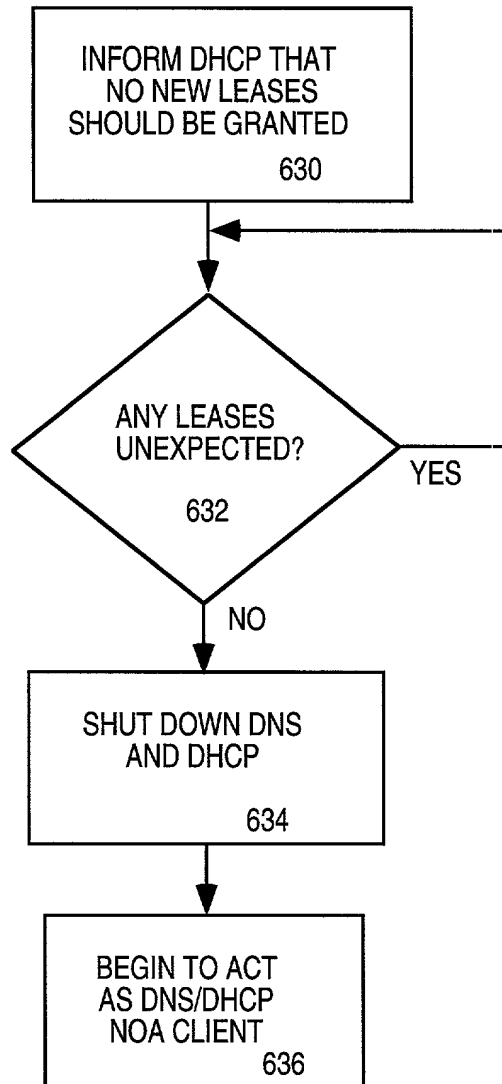 INFORM DHCP THAT
NO NEW LEASES
SHOULD BE GRANTED
630
ANY LEASES
UNEXPECTED?
632
YES
NO
SHUT DOWN DNS
AND DHCP
634
BEGIN TO ACT
AS DNS/DHCP
NOA CLIENT
636